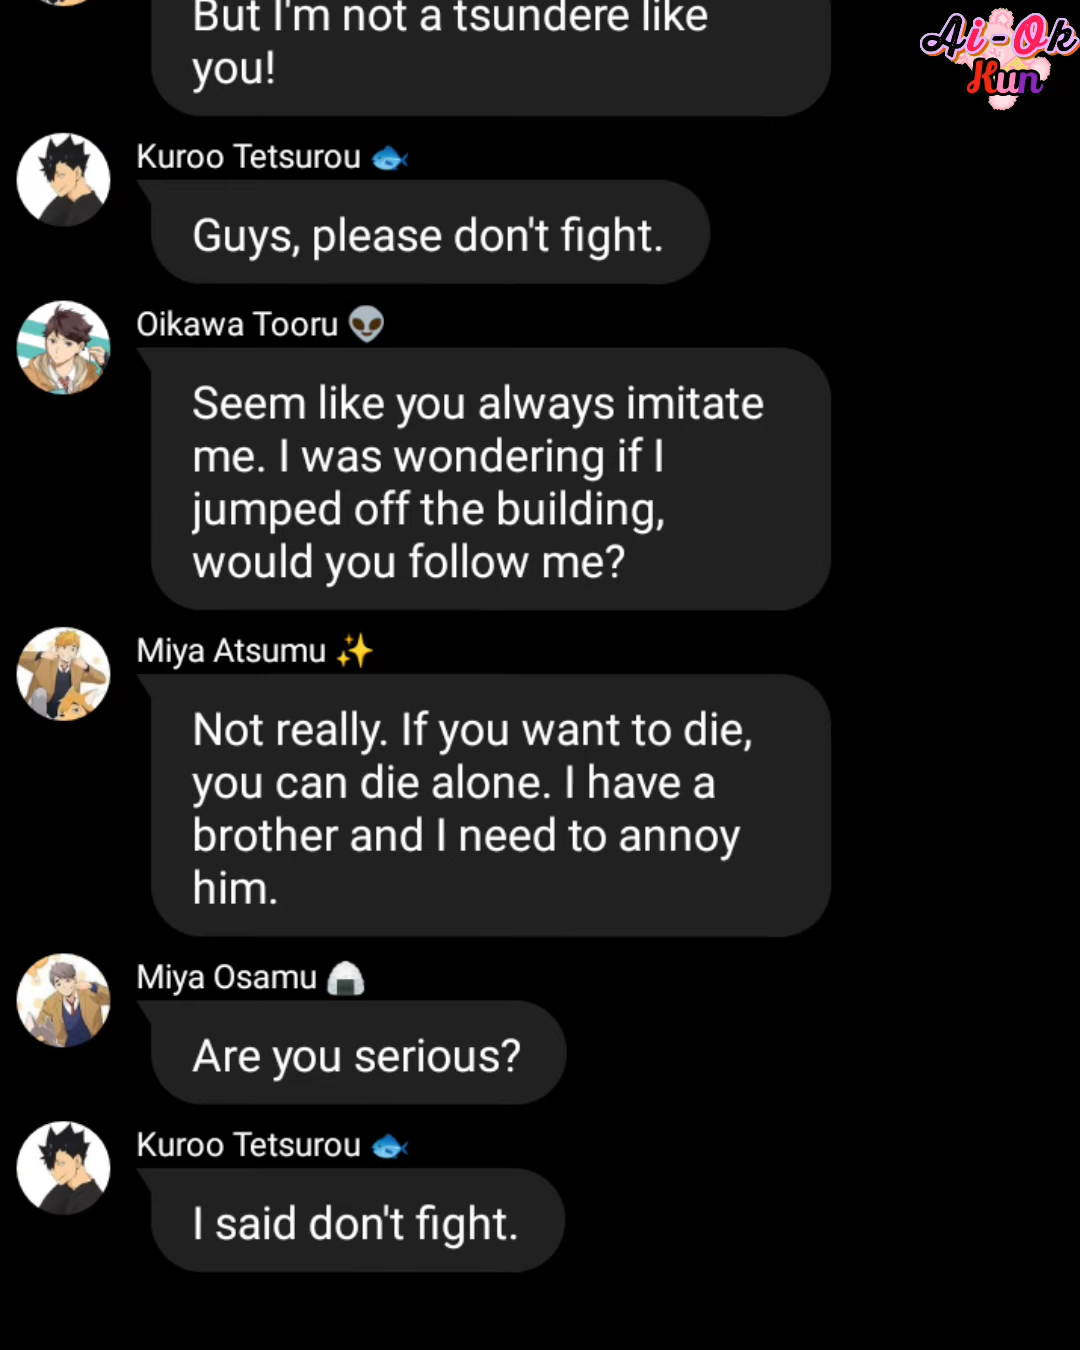 But I'm not a tsundere like
you!
Ai-Ok
Kun
Kuroo Tetsurou 🐟
Guys, please don't fight.
Oikawa Tooru 👽
Seem like you always imitate
me. I was wondering if I
jumped off the building,
would you follow me?
Miya Atsumu ✨
Not really. If you want to die,
you can die alone. I have a
brother and I need to annoy
him.
Miya Osamu 🍙
Are you serious?
Kuroo Tetsurou 🐟
I said don't fight.